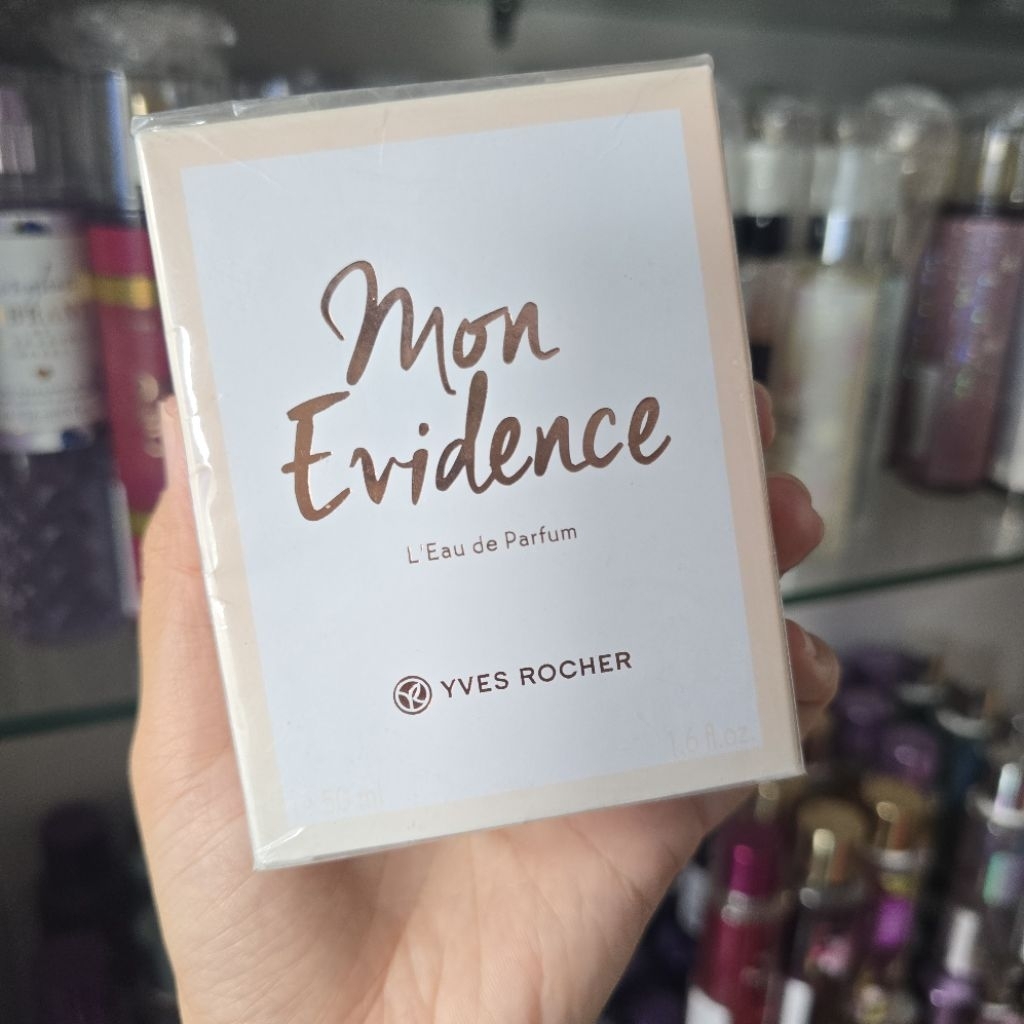 Mon
Evidence
L'Eau de Parfum
YVES ROCHER
50 ml
1.6 fl.oz.